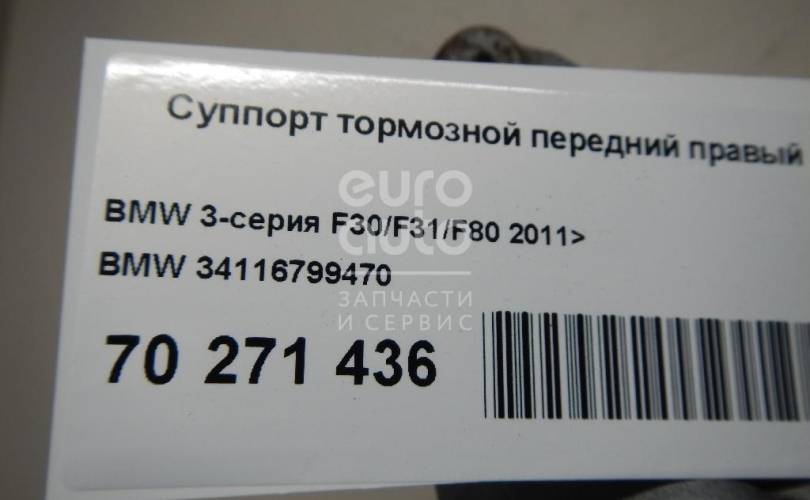 Суппорт тормозной передний правый
BMW 3-серия F30/F31/F80 2011>
BMW 34116799470
70 271 436
euro
auto
ЗАПЧАСТИ
И СЕРВИС